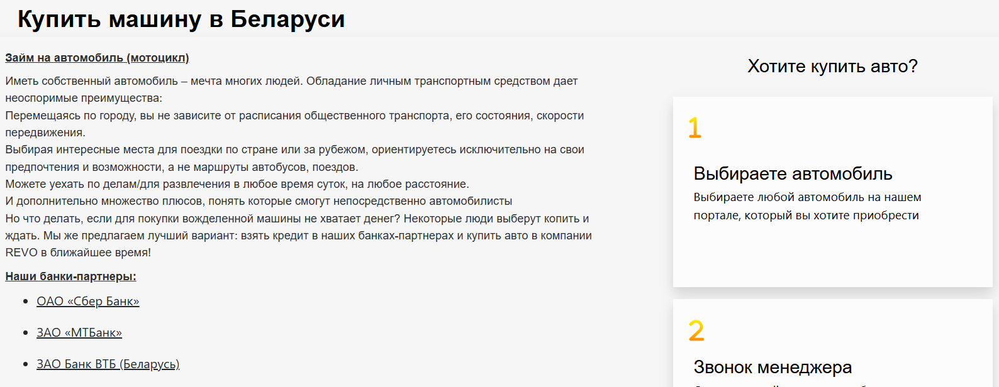 Купить машину в Беларуси
Займ на автомобиль (мотоцикл)
Иметь собственный автомобиль – мечта многих людей. Обладание личным транспортным средством дает
неоспоримые преимущества:
Перемещаясь по городу, вы не зависите от расписания общественного транспорта, его состояния, скорости
передвижения.
Выбирая интересные места для поездки по стране или за рубежом, ориентируетесь исключительно на свои
предпочтения и возможности, а не маршруты автобусов, поездов.
Можете уехать по делам/для развлечения в любое время суток, на любое расстояние.
И дополнительно множество плюсов, понять которые смогут непосредственно автомобилисты
Но что делать, если для покупки вожделенной машины не хватает денег? Некоторые люди выберут копить и
ждать. Мы же предлагаем лучший вариант: взять кредит в наших банках-партнерах и купить авто в компании
REVO в ближайшее время!
Наши банки-партнеры:
ОАО «Сбер Банк»
ЗАО «МТБанк»
ЗАО Банк ВТБ (Беларусь)
Хотите купить авто?
1
Выбираете автомобиль
Выбираете любой автомобиль на нашем
портале, который вы хотите приобрести
2
Звонок менеджера